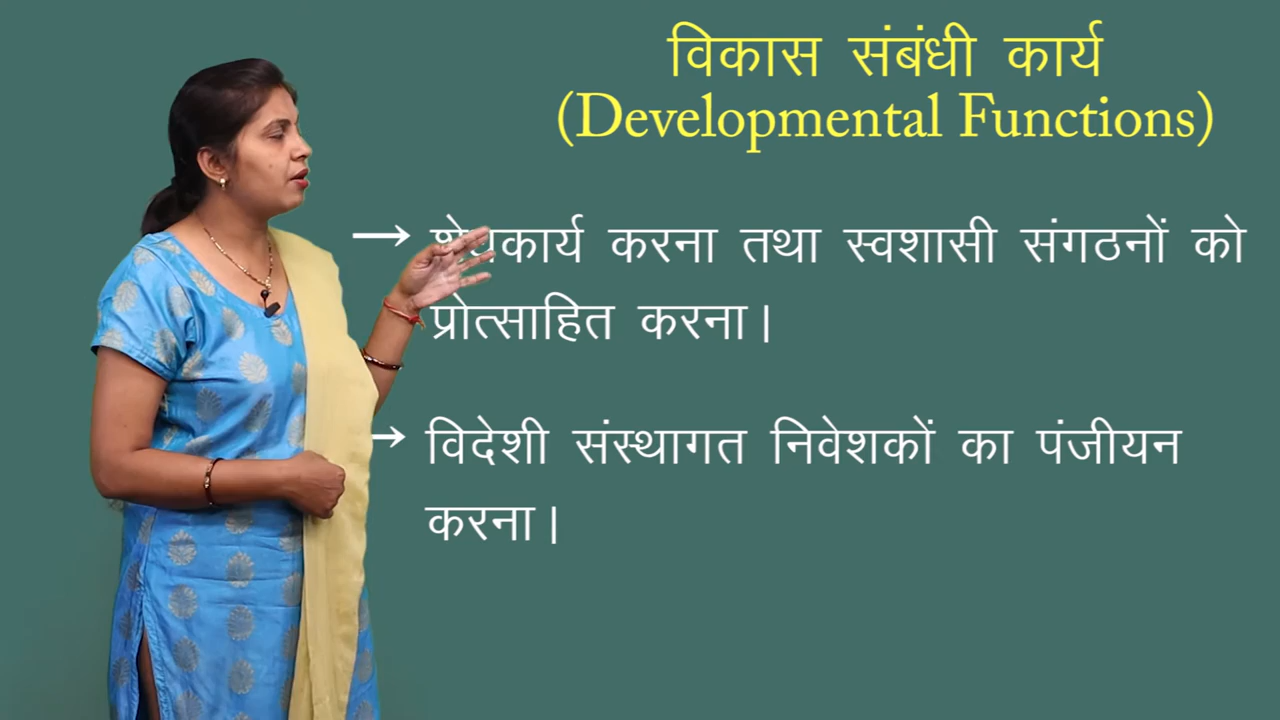 विकास संबंधी कार्य
(Developmental Functions)
→ करना तथा स्वशासी संगठनों को
प्रोत्साहित करना।
→ विदेशी संस्थागत निवेशकों का पंजीयन
करना।